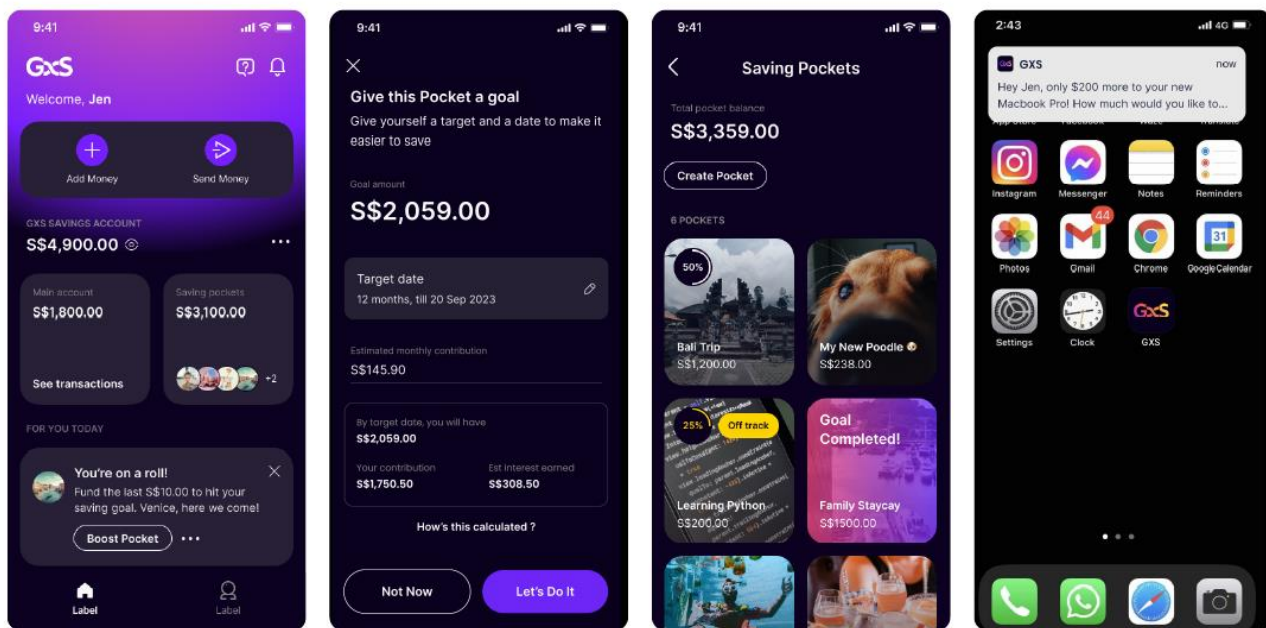 9:41
GXS
Welcome, Jen
Add Money
Send Money
GXS SAVINGS ACCOUNT
S$4,900.00
Main account
S$1,800.00
See transactions
Saving pockets
S$3,100.00
+2
FOR YOU TODAY
You're on a roll!
Fund the last S$10.00 to hit your
saving goal. Venice, here we come!
Boost Pocket
Label
Label
9:41
Give this Pocket a goal
Give yourself a target and a date to make it
easier to save
Goal amount
S$2,059.00
Target date
12 months, till 20 Sep 2023
Estimated monthly contribution
S$145.90
By target date, you will have
S$2,059.00
Your contribution
S$1,750.50
Est interest earned
S$308.50
How's this calculated ?
Not Now
Let's Do It
9:41
Saving Pockets
Total pocket balance
S$3,359.00
Create Pocket
6 POCKETS
50%
Bali Trip
S$1,200.00
My New Poodle
S$238.00
25%
Off track
Learning Python
S$200.00
Goal
Completed!
Family Staycay
S$1500.00
2:43
4G
GXS
now
Hey Jen, only $200 more to your new
Macbook Pro! How much would you like to...
Instagram
Messenger
Notes
Reminders
44
31
Photos
Gmail
Chrome
Google Calendar
GXS
Settings
Clock
GXS